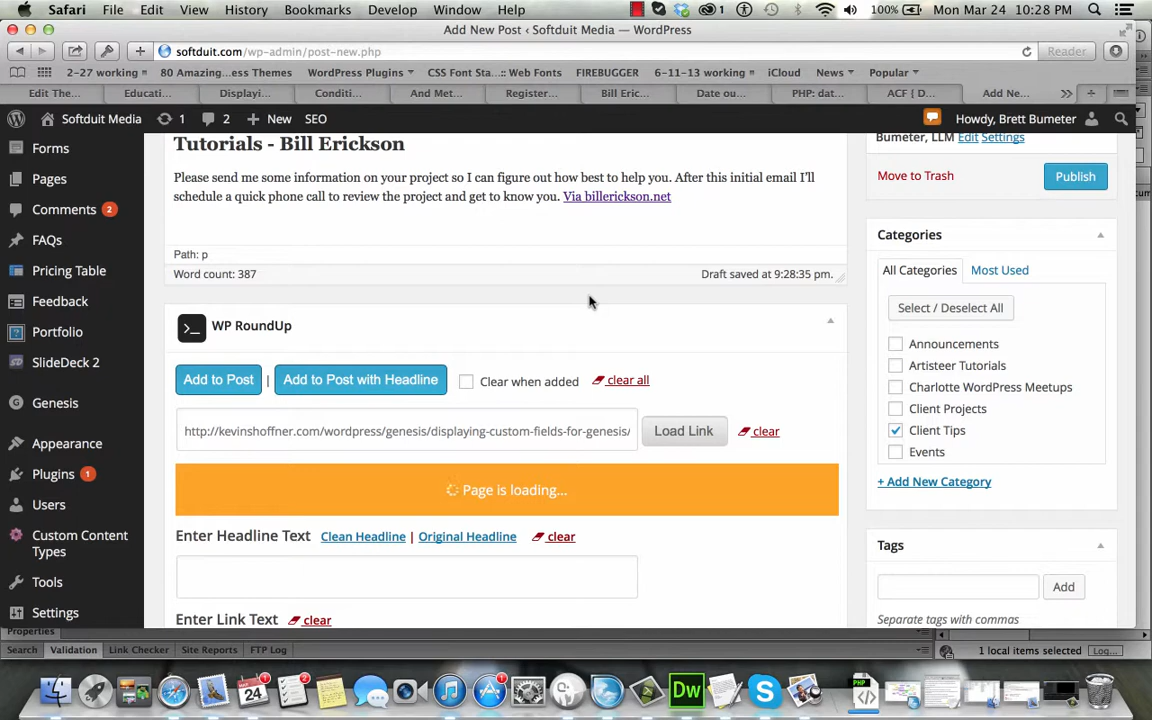 Safari File Edit View History Bookmarks Develop Window Help 1 100% Mon Mar 24 10:28 PM
Add New Post ‹ Softduit Media — WordPress
softduit.com/wp-admin/post-new.php Reader
2-27 working 80 Amazing...ess Themes WordPress Plugins CSS Font Sta...:: Web Fonts FIREBUGGER 6-11-13 working iCloud News Popular
Edit The... Educati... Displayi... Conditi... And Met... Register... Bill Eric... Date ou... PHP: dat... ACF { D... Add Ne...
Softduit Media 1 2 New SEO Howdy, Brett Bumeter
Forms
Pages
Comments 2
FAQs
Pricing Table
Feedback
Portfolio
SlideDeck 2
Genesis
Appearance
Plugins 1
Users
Custom Content
Types
Tools
Settings
Tutorials - Bill Erickson
Please send me some information on your project so I can figure out how best to help you. After this initial email I'll
schedule a quick phone call to review the project and get to know you. Via billerickson.net
Path: p
Word count: 387 Draft saved at 9:28:35 pm.
WP RoundUp
Add to Post | Add to Post with Headline Clear when added clear all
http://kevinshoffner.com/wordpress/genesis/displaying-custom-fields-for-genesis/ Load Link clear
Page is loading...
Enter Headline Text Clean Headline | Original Headline clear
Enter Link Text clear
Bumeter, LLM Edit Settings
Move to Trash Publish
Categories
All Categories Most Used
Select / Deselect All
Announcements
Artisteer Tutorials
Charlotte WordPress Meetups
Client Projects
Client Tips
Events
+ Add New Category
Tags
Add
Separate tags with commas
Properties
Search Validation Link Checker Site Reports FTP Log 1 local items selected Log...
24
Dw
PHP